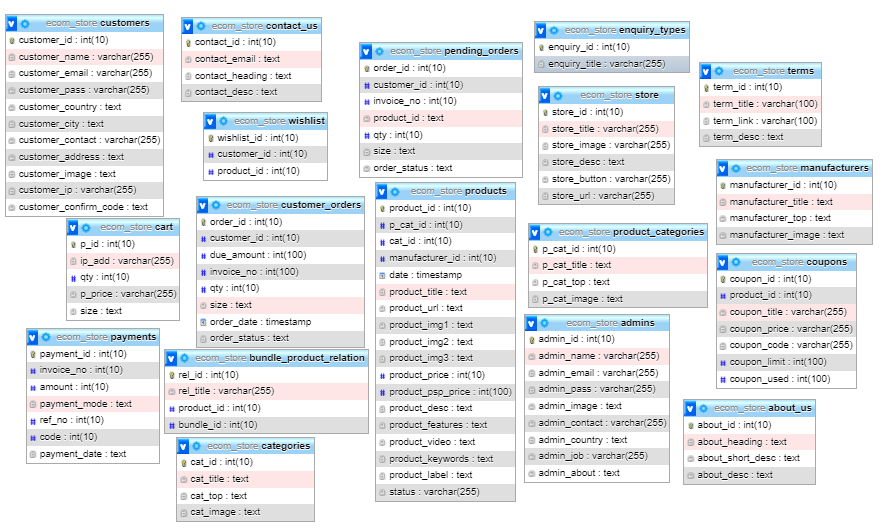 ecom_store customers
customer_id : int(10)
customer_name : varchar(255)
customer_email : varchar(255)
customer_pass : varchar(255)
customer_country : text
customer_city : text
customer_contact : varchar(255)
customer_address : text
customer_image : text
customer_ip : varchar(255)
customer_confirm_code : text
ecom_store contact_us
contact_id : int(10)
contact_email : text
contact_heading : text
contact_desc : text
ecom_store wishlist
wishlist_id : int(10)
customer_id : int(10)
product_id : int(10)
ecom_store pending_orders
order_id : int(10)
customer_id : int(10)
invoice_no : int(10)
product_id : text
qty : int(10)
size : text
order_status : text
ecom_store enquiry_types
enquiry_id : int(10)
enquiry_title : varchar(255)
ecom_store store
store_id : int(10)
store_title : varchar(255)
store_image : varchar(255)
store_desc : text
store_button : varchar(255)
store_url : varchar(255)
ecom_store terms
term_id : int(10)
term_title : varchar(100)
term_link : varchar(100)
term_desc : text
ecom_store manufacturers
manufacturer_id : int(10)
manufacturer_title : text
manufacturer_top : text
manufacturer_image : text
ecom_store cart
p_id : int(10)
ip_add : varchar(255)
qty : int(10)
p_price : varchar(255)
size : text
ecom_store customer_orders
order_id : int(10)
customer_id : int(10)
due_amount : int(100)
invoice_no : int(100)
qty : int(10)
size : text
order_date : timestamp
order_status : text
ecom_store products
product_id : int(10)
p_cat_id : int(10)
cat_id : int(10)
manufacturer_id : int(10)
date : timestamp
product_title : text
product_url : text
product_img1 : text
product_img2 : text
product_img3 : text
product_price : int(10)
product_psp_price : int(100)
product_desc : text
product_features : text
product_video : text
product_keywords : text
product_label : text
status : varchar(255)
ecom_store product_categories
p_cat_id : int(10)
p_cat_title : text
p_cat_top : text
p_cat_image : text
ecom_store coupons
coupon_id : int(10)
product_id : int(10)
coupon_title : varchar(255)
coupon_price : varchar(255)
coupon_code : varchar(255)
coupon_limit : int(100)
coupon_used : int(100)
ecom_store payments
payment_id : int(10)
invoice_no : int(10)
amount : int(10)
payment_mode : text
ref_no : int(10)
code : int(10)
payment_date : text
ecom_store bundle_product_relation
rel_id : int(10)
rel_title : varchar(255)
product_id : int(10)
bundle_id : int(10)
ecom_store admins
admin_id : int(10)
admin_name : varchar(255)
admin_email : varchar(255)
admin_pass : varchar(255)
admin_image : text
admin_contact : varchar(255)
admin_country : text
admin_job : varchar(255)
admin_about : text
ecom_store categories
cat_id : int(10)
cat_title : text
cat_top : text
cat_image : text
ecom_store about_us
about_id : int(10)
about_heading : text
about_short_desc : text
about_desc : text